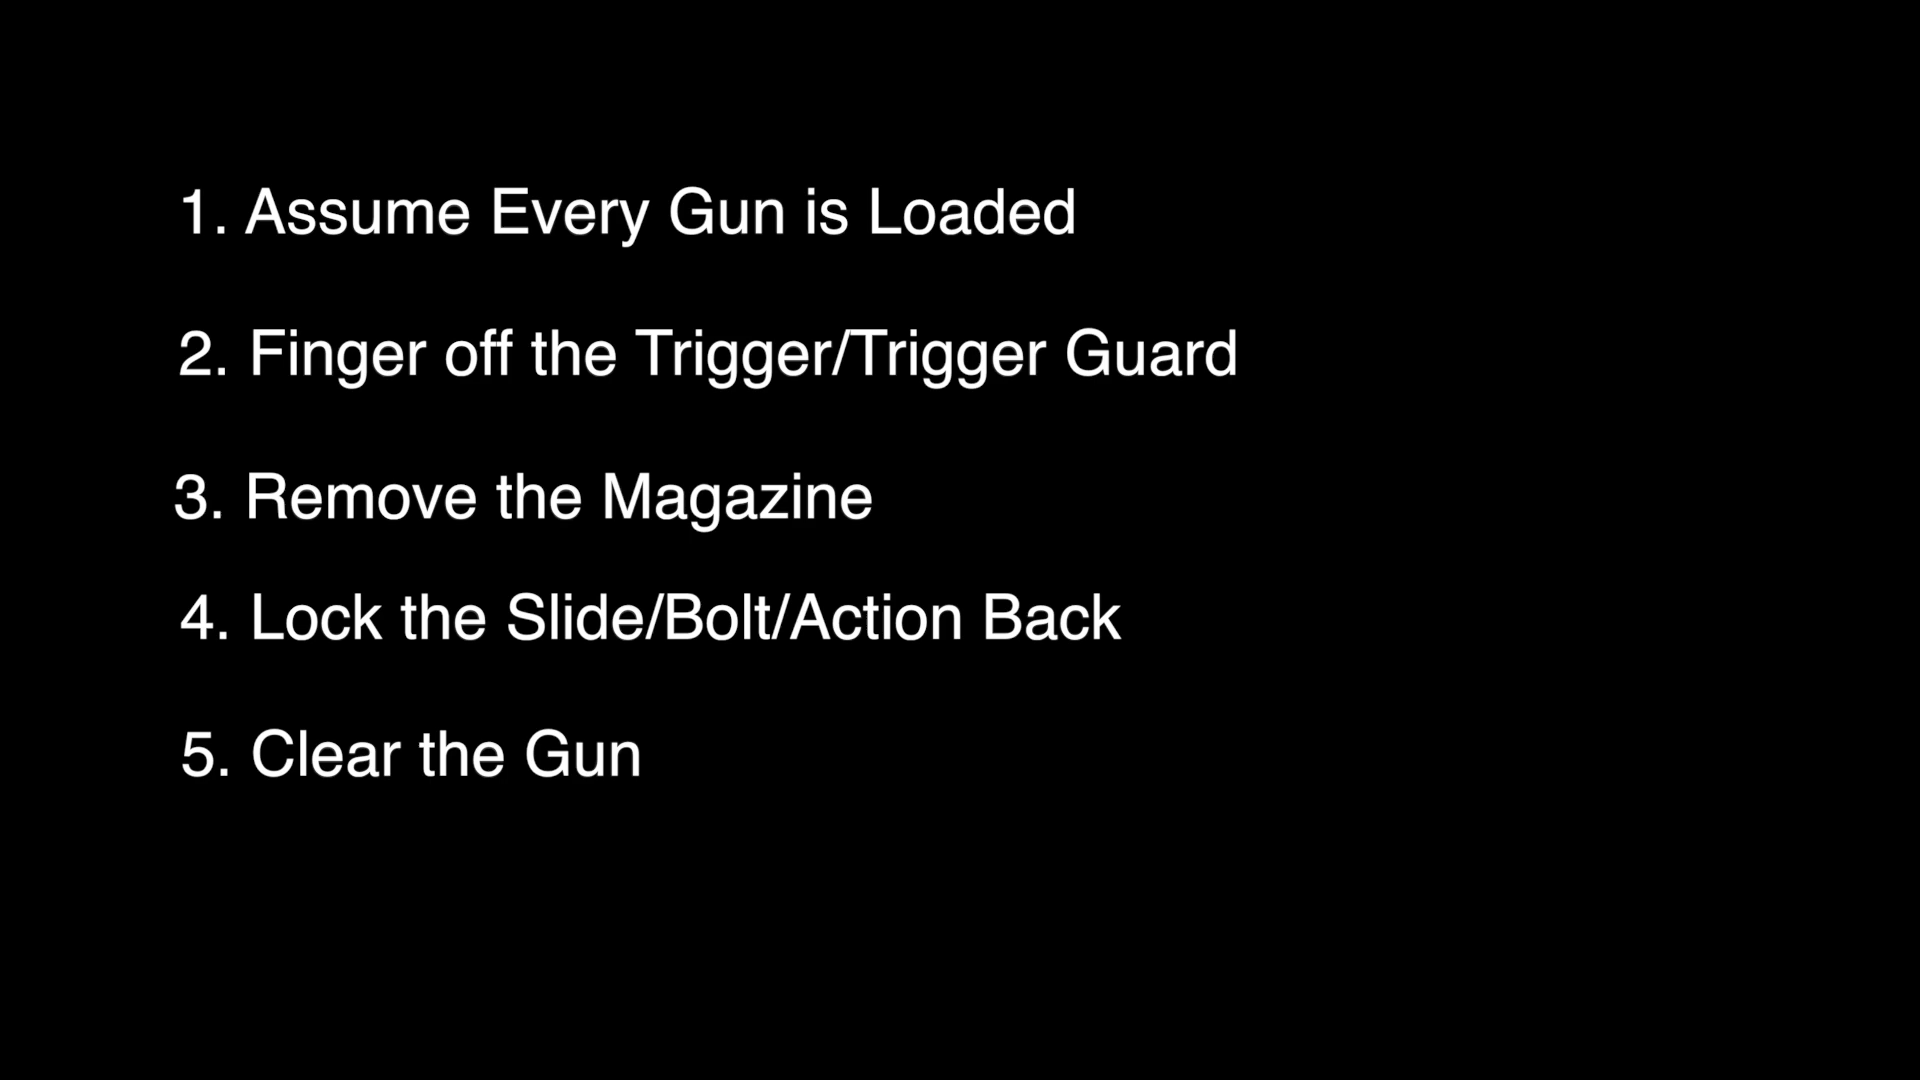 1. Assume Every Gun is Loaded
2. Finger off the Trigger/Trigger Guard
3. Remove the Magazine
4. Lock the Slide/Bolt/Action Back
5. Clear the Gun